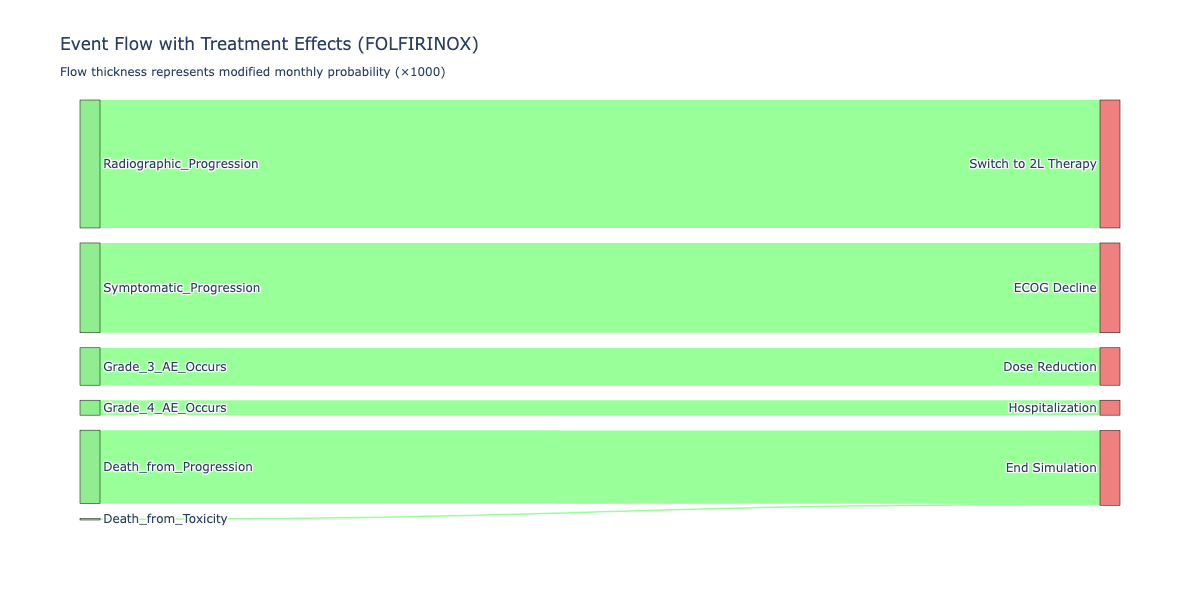 Event Flow with Treatment Effects (FOLFIRINOX)
Flow thickness represents modified monthly probability (×1000)
Radiographic_Progression
Switch to 2L Therapy
Symptomatic_Progression
ECOG Decline
Grade_3_AE_Occurs
Dose Reduction
Grade_4_AE_Occurs
Hospitalization
Death_from_Progression
End Simulation
Death_from_Toxicity